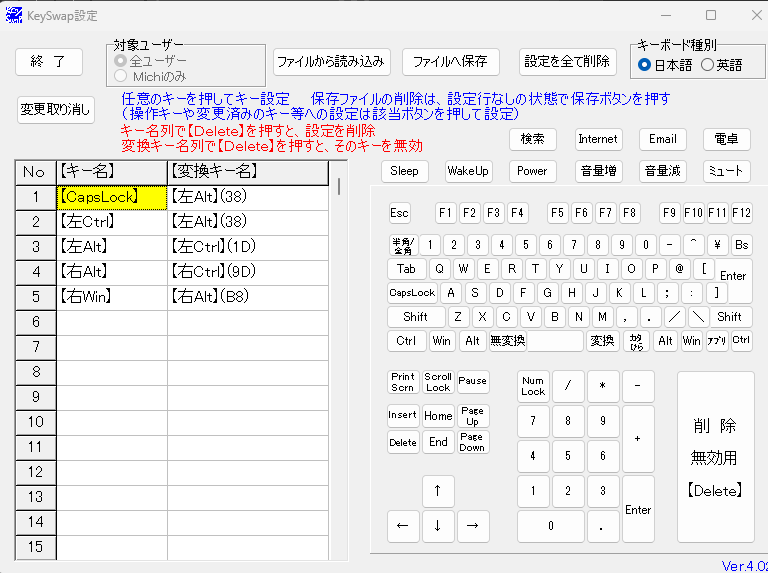 KeySwap設定
終 了
対象ユーザー
全ユーザー
Michiのみ
ファイルから読み込み
ファイルへ保存
設定を全て削除
キーボード種別
日本語 英語
変更取り消し
任意のキーを押してキー設定 保存ファイルの削除は、設定行なしの状態で保存ボタンを押す
（操作キーや変更済みのキー等への設定は該当ボタンを押して設定）
キー名列で【Delete】を押すと、設定を削除
変換キー名列で【Delete】を押すと、そのキーを無効
検索 Internet Email 電卓
Sleep WakeUp Power 音量増 音量減 ミュート
No 【キー名】 【変換キー名】
1 【CapsLock】 【左Alt】(38)
2 【左Ctrl】 【左Alt】(38)
3 【左Alt】 【左Ctrl】(1D)
4 【右Alt】 【右Ctrl】(9D)
5 【右Win】 【右Alt】(B8)
6
7
8
9
10
11
12
13
14
15
Esc F1 F2 F3 F4 F5 F6 F7 F8 F9 F10 F11 F12
半角/全角 1 2 3 4 5 6 7 8 9 0 - ^ ¥ Bs
Tab Q W E R T Y U I O P @ [ Enter
CapsLock A S D F G H J K L ; : ]
Shift Z X C V B N M , . ／ ＼ Shift
Ctrl Win Alt 無変換 変換 カタひら Alt Win アプリ Ctrl
Print Scrn Scroll Lock Pause
Insert Home Page Up
Delete End Page Down
↑
← ↓ →
Num Lock / * -
7 8 9 +
4 5 6
1 2 3 Enter
0 .
削 除
無効用
【Delete】
Ver.4.02